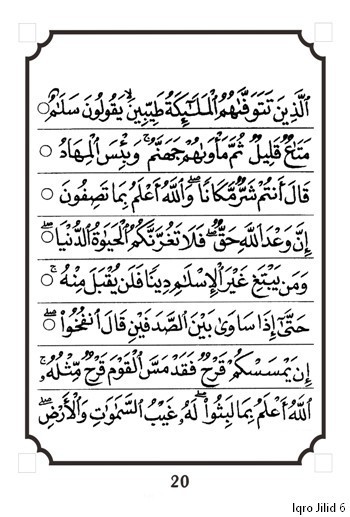 ٱلَّذِينَ تَتَوَفَّىٰهُمُ ٱلْمَلَـٰٓئِكَةُ طَيِّبِينَ ۙ يَقُولُونَ سَلَـٰمٌ ○
مَتَـٰعٌ قَلِيلٌ ثُمَّ مَأْوَىٰهُمْ جَهَنَّمُ ۚ وَبِئْسَ ٱلْمِهَادُ ○
قَالَ أَنتُمْ شَرٌّ مَّكَانًا ۖ وَٱللَّهُ أَعْلَمُ بِمَا تَصِفُونَ ○
إِنَّ وَعْدَ ٱللَّهِ حَقٌّ ۖ فَلَا تَغُرَّنَّكُمُ ٱلْحَيَوٰةُ ٱلدُّنْيَا ۖ ○
وَمَن يَبْتَغِ غَيْرَ ٱلْإِسْلَـٰمِ دِينًا فَلَن يُقْبَلَ مِنْهُ ۚ ○
حَتَّىٰٓ إِذَا سَاوَىٰ بَيْنَ ٱلصَّدَفَيْنِ قَالَ ٱنفُخُوا۟ ۖ ○
إِن يَمْسَسْكُمْ قَرْحٌ فَقَدْ مَسَّ ٱلْقَوْمَ قَرْحٌ مِّثْلُهُۥ ۚ
ٱللَّهُ أَعْلَمُ بِمَا لَبِثُوا۟ ۖ لَهُۥ غَيْبُ ٱلسَّمَـٰوَٰتِ وَٱلْأَرْضِ ۖ
20
Iqro Jilid 6